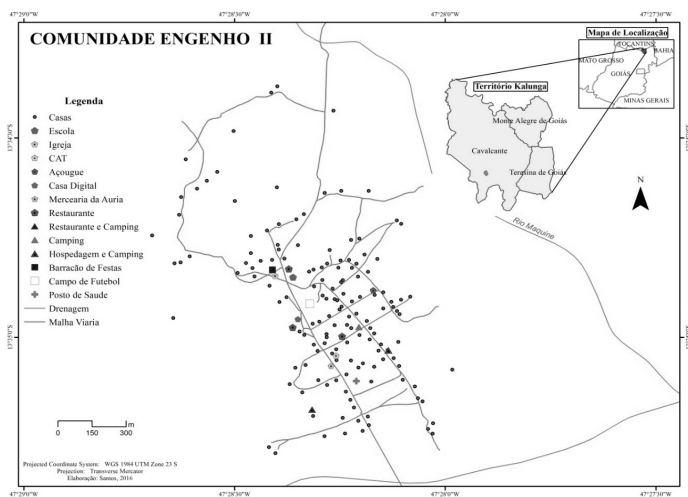 47°29'0"W
47°28'30"W
47°28'0"W
47°27'30"W
COMUNIDADE ENGENHO II
Mapa de Localização
TOCANTINS
BAHIA
MATO GROSSO
GOIÁS
MINAS GERAIS
Território Kalunga
Monte Alegre de Goiás
Cavalcante
Teresina de Goiás
N
Rio Maquine
Legenda
Casas
Escola
Igreja
CAT
Açougue
Casa Digital
Mercearia da Auria
Restaurante
Restaurante e Camping
Camping
Hospedagem e Camping
Barracão de Festas
Campo de Futebol
Posto de Saude
Drenagem
Malha Viaria
0 150 300
m
Projected Coordinate System: WGS 1984 UTM Zone 23 S
Projection: Transverse Mercator
Elaboração: Santos, 2016
47°29'0"W
47°28'30"W
47°28'0"W
47°27'30"W